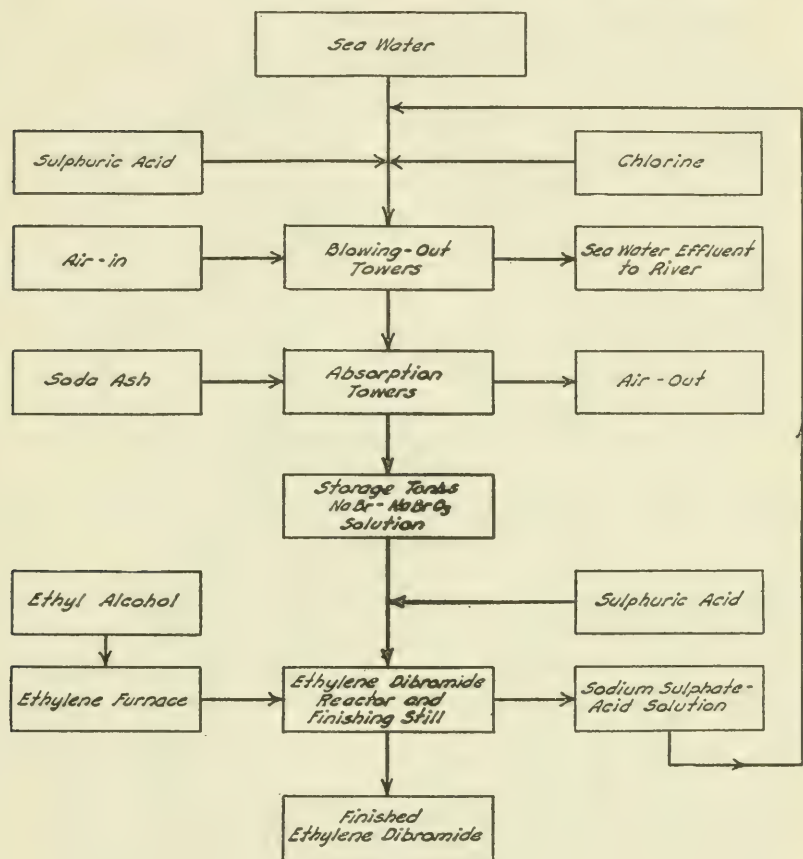 Sea Water
Sulphuric Acid
Chlorine
Air-in
Blowing-Out
Towers
Sea Water Effluent
to River
Soda Ash
Absorption
Towers
Air-Out
Storage Tanks
NaBr-NaBrO3
Solution
Ethyl Alcohol
Sulphuric Acid
Ethylene Furnace
Ethylene Dibromide
Reactor and
Finishing Still
Sodium Sulphate-
Acid Solution
Finished
Ethylene Dibromide